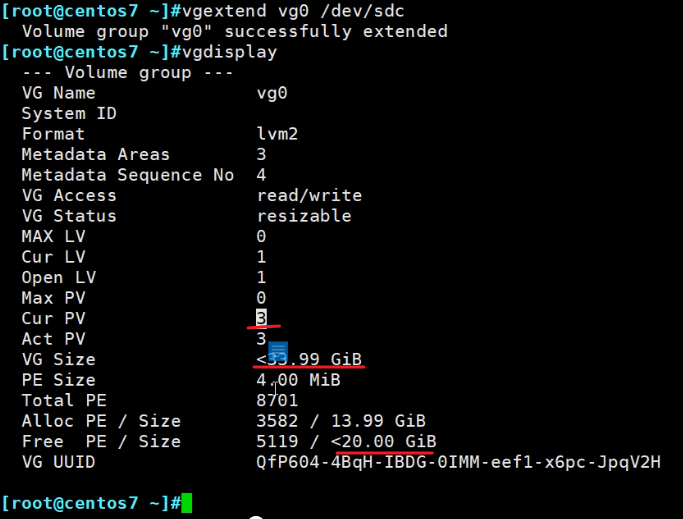 [root@centos7 ~]#vgextend vg0 /dev/sdc
  Volume group "vg0" successfully extended
[root@centos7 ~]#vgdisplay
  --- Volume group ---
  VG Name               vg0
  System ID
  Format                lvm2
  Metadata Areas        3
  Metadata Sequence No  4
  VG Access             read/write
  VG Status             resizable
  MAX LV                0
  Cur LV                1
  Open LV               1
  Max PV                0
  Cur PV                3
  Act PV                3
  VG Size               <33.99 GiB
  PE Size               4.00 MiB
  Total PE              8701
  Alloc PE / Size       3582 / 13.99 GiB
  Free  PE / Size       5119 / <20.00 GiB
  VG UUID               QfP604-4BqH-IBDG-0IMM-eef1-x6pc-JpqV2H
[root@centos7 ~]#